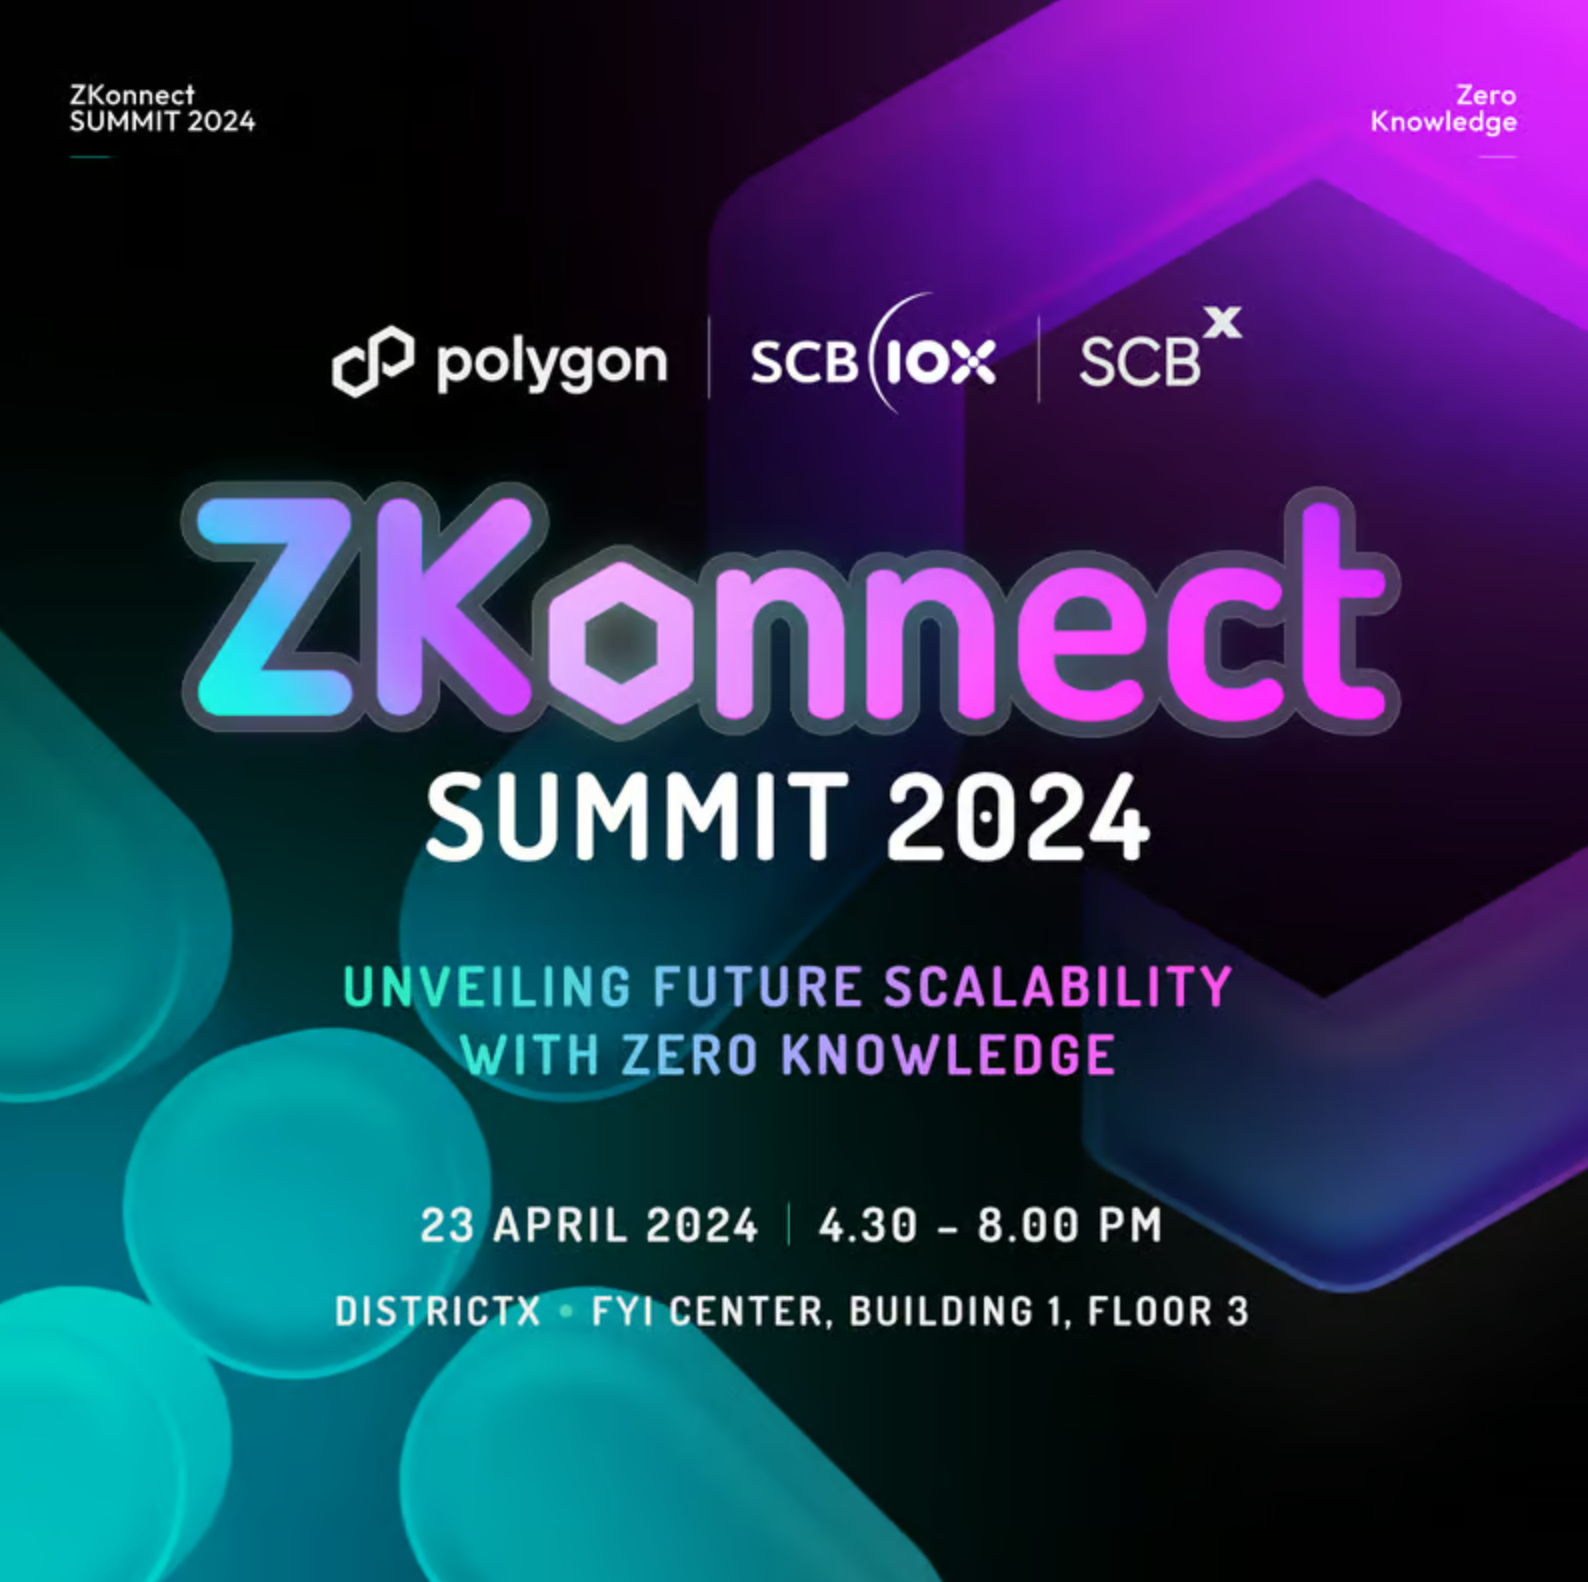 ZKonnect
SUMMIT 2024
Zero
Knowledge
polygon
SCB 10X
SCBX
ZKonnect
SUMMIT 2024
UNVEILING FUTURE SCALABILITY
WITH ZERO KNOWLEDGE
23 APRIL 2024 | 4.30 – 8.00 PM
DISTRICTX • FYI CENTER, BUILDING 1, FLOOR 3